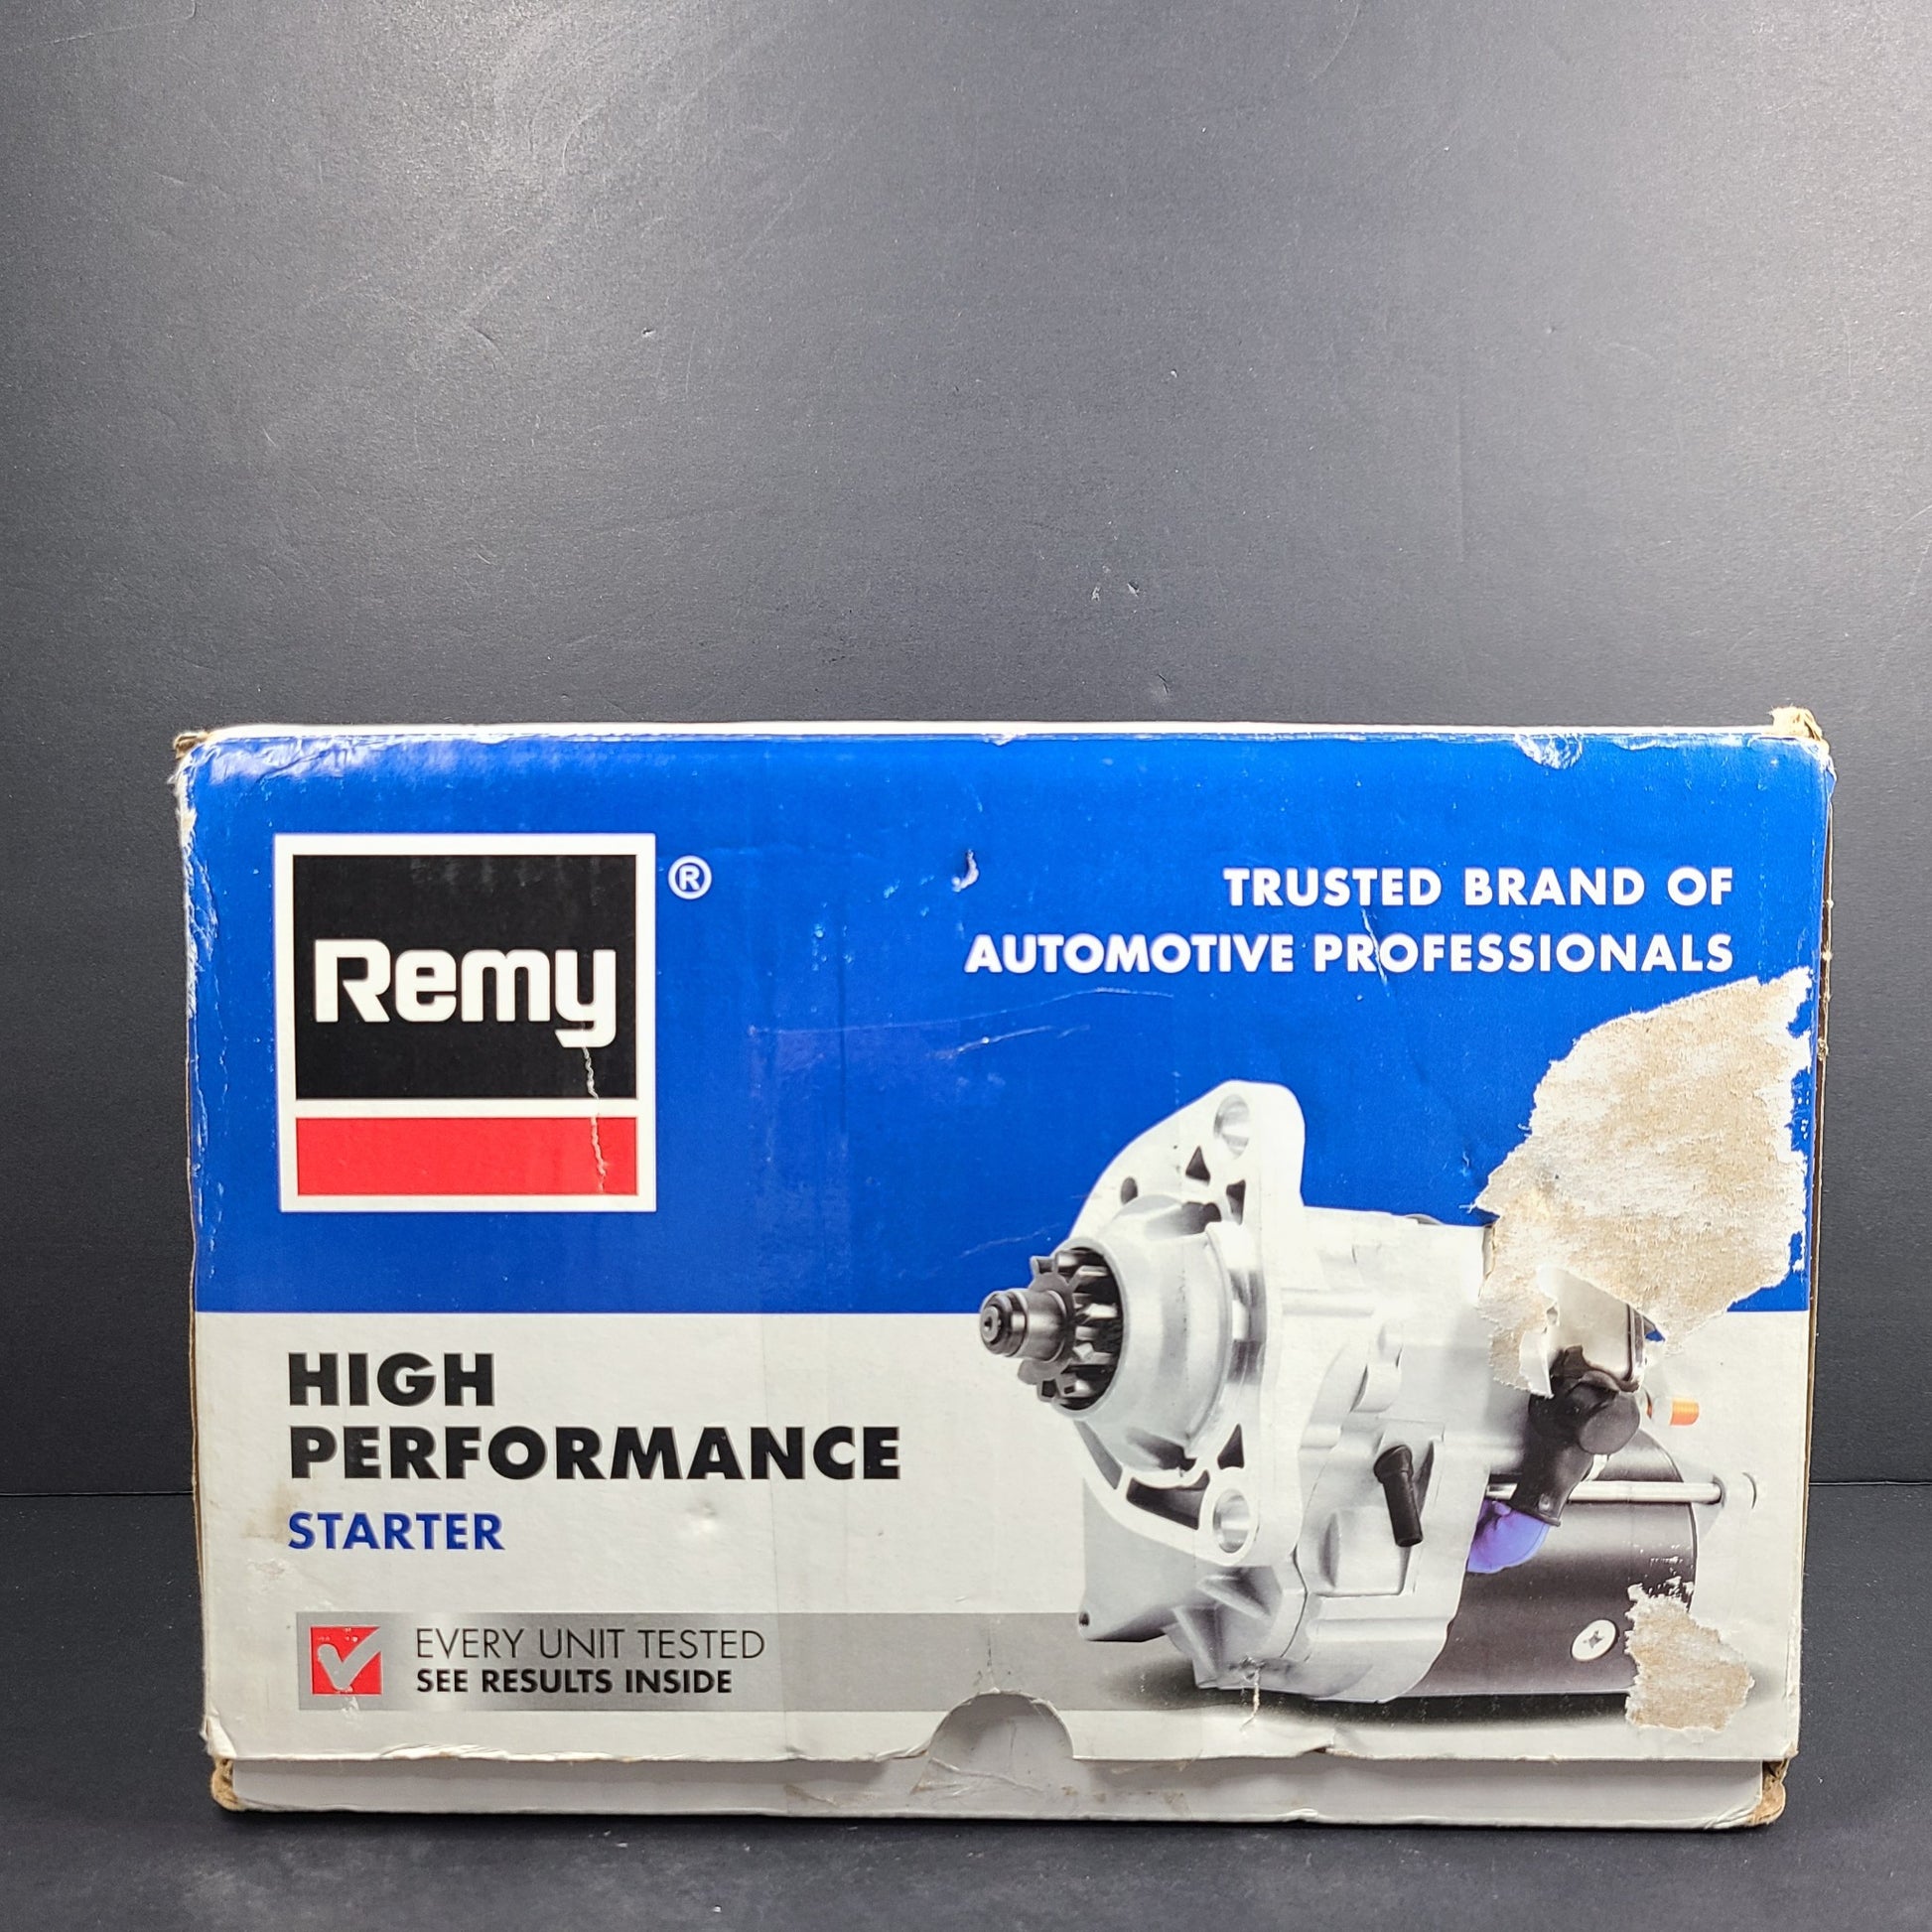 Remy®
TRUSTED BRAND OF
AUTOMOTIVE PROFESSIONALS
HIGH
PERFORMANCE
STARTER
EVERY UNIT TESTED
SEE RESULTS INSIDE